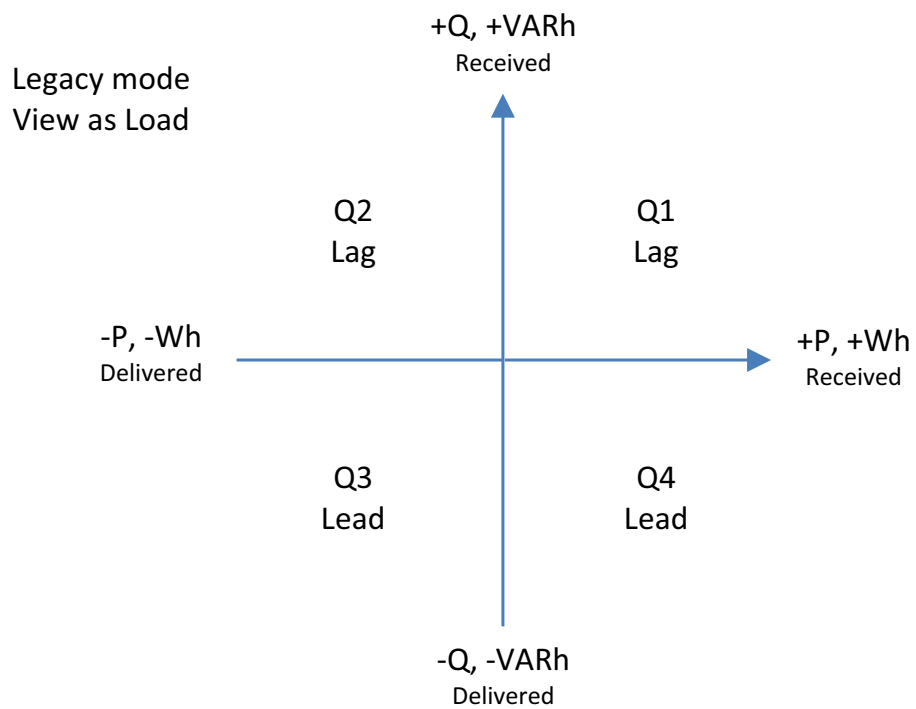 +Q, +VARh
Received
Legacy mode
View as Load
Q2
Lag
Q1
Lag
-P, -Wh
Delivered
+P, +Wh
Received
Q3
Lead
Q4
Lead
-Q, -VARh
Delivered